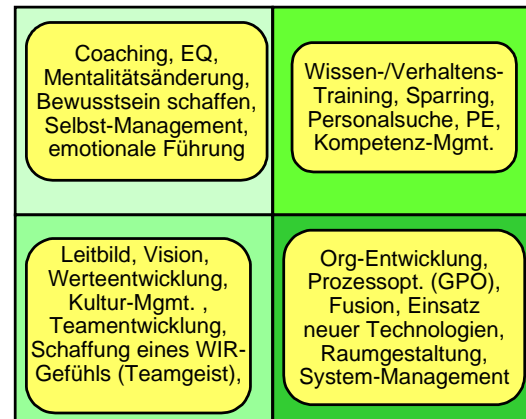 Coaching, EQ,
Mentalitätsänderung,
Bewusstsein schaffen,
Selbst-Management,
emotionale Führung
Wissen-/Verhaltens-
Training, Sparring,
Personalsuche, PE,
Kompetenz-Mgmt.
Leitbild, Vision,
Werteentwicklung,
Kultur-Mgmt. ,
Teamentwicklung,
Schaffung eines WIR-
Gefühls (Teamgeist),
Org-Entwicklung,
Prozessopt. (GPO),
Fusion, Einsatz
neuer Technologien,
Raumgestaltung,
System-Management